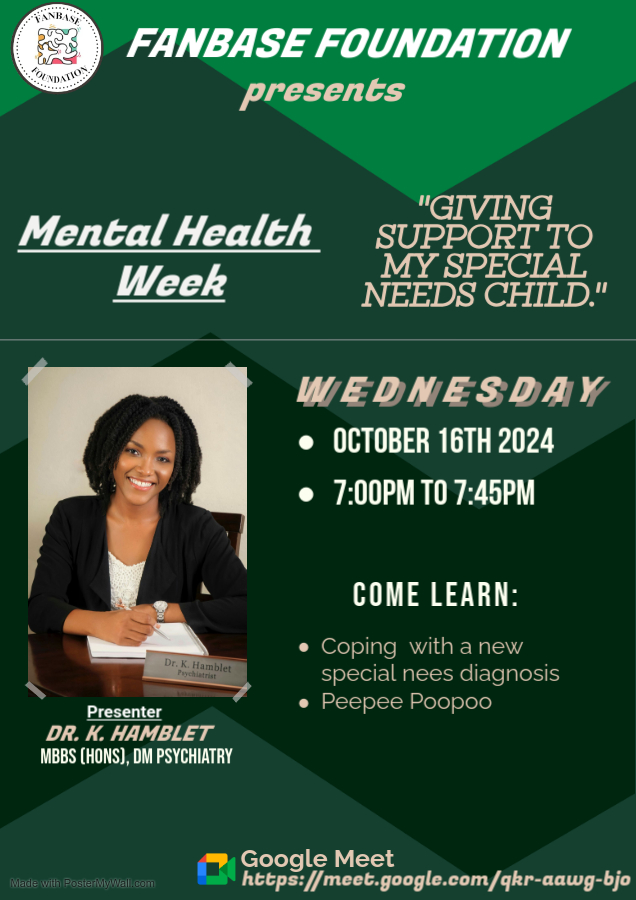 FANBASE
FOUNDATION
FANBASE FOUNDATION
presents
Mental Health
Week
"GIVING
SUPPORT TO
MY SPECIAL
NEEDS CHILD."
WEDNESDAY
● OCTOBER 16TH 2024
● 7:00PM TO 7:45PM
COME LEARN:
● Coping with a new
special nees diagnosis
● Peepee Poopoo
Dr. K. Hamblet
Psychiatrist
Presenter
DR. K. HAMBLET
MBBS (HONS), DM PSYCHIATRY
Google Meet
https://meet.google.com/qkr-aawg-bjo
Made with PosterMyWall.com